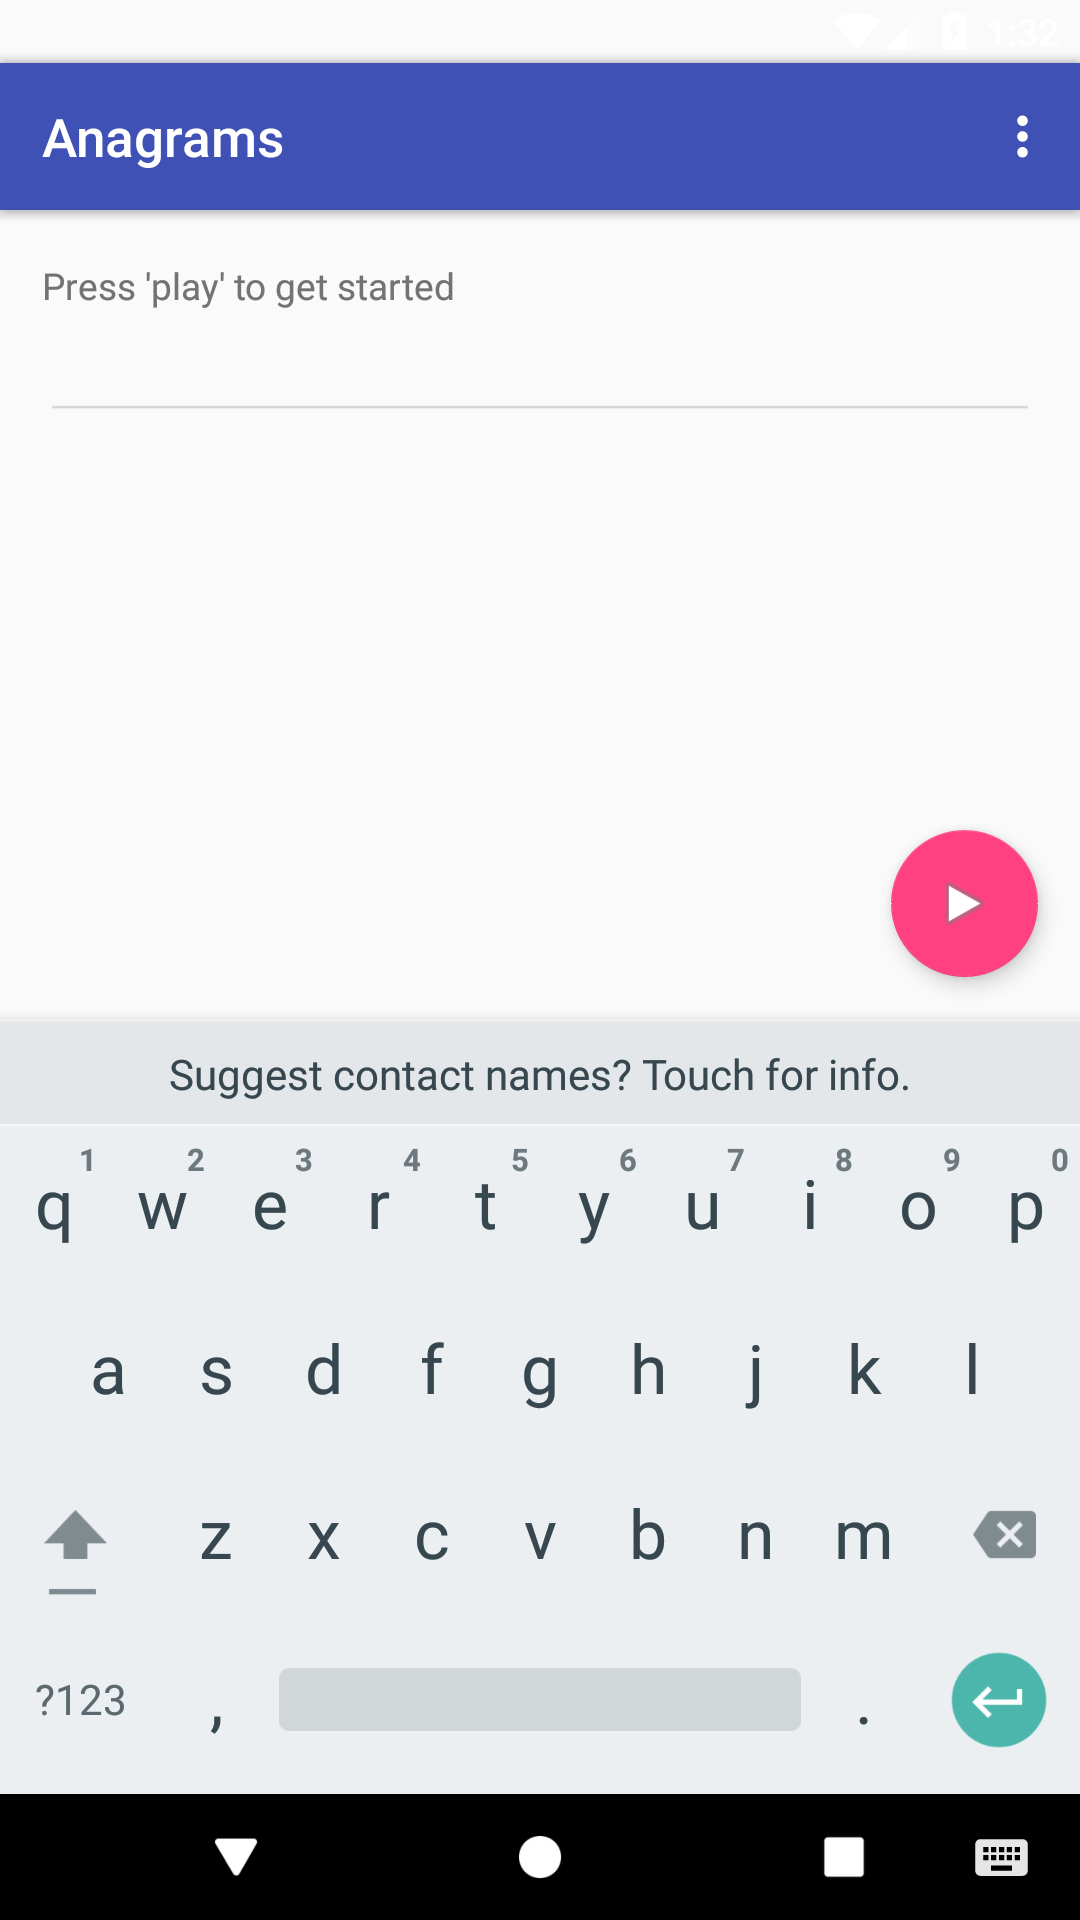 1:32
Anagrams
Press 'play' to get started
Suggest contact names? Touch for info.
1 2 3 4 5 6 7 8 9 0
q w e r t y u i o p
a s d f g h j k l
z x c v b n m
?123 , .